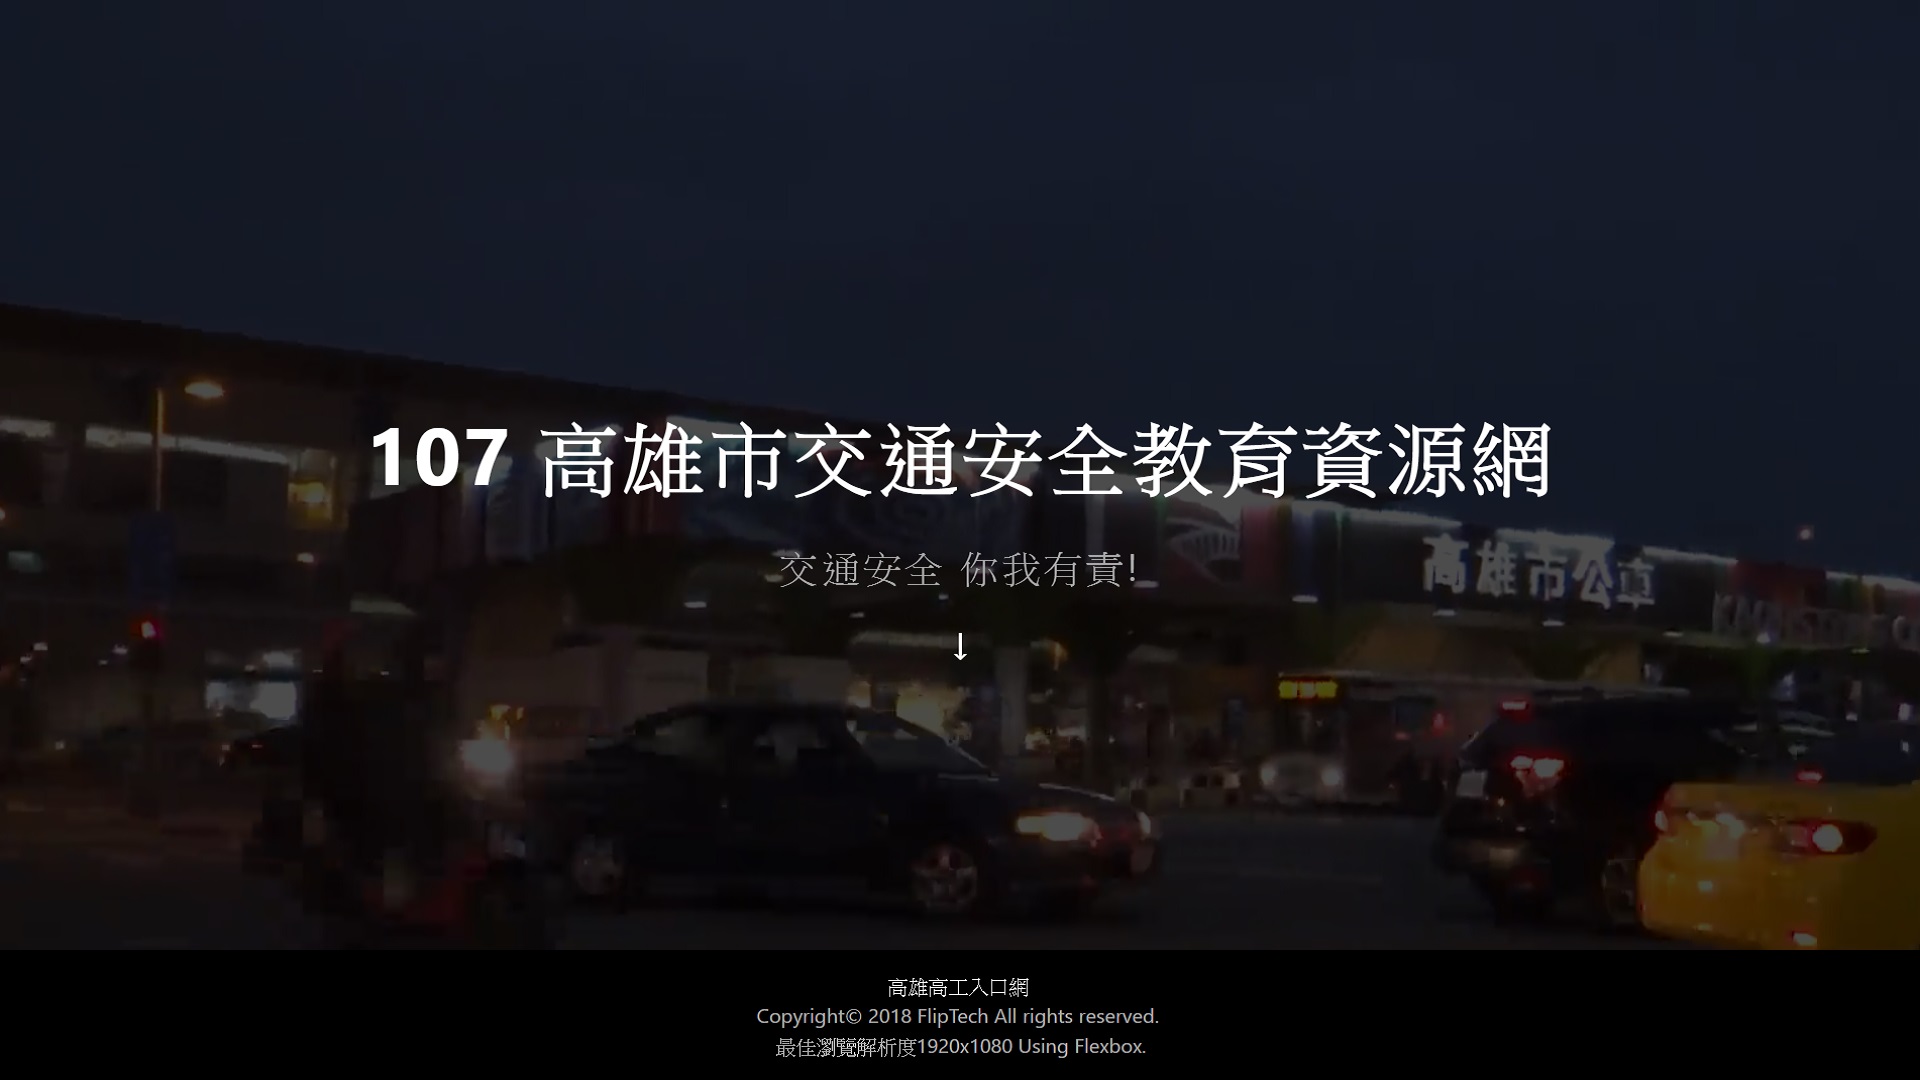 107 高雄市交通安全教育資源網
交通安全 你我有責!
↓
高雄市公車
高雄高工入口網
Copyright© 2018 FlipTech All rights reserved.
最佳瀏覽解析度1920x1080 Using Flexbox.